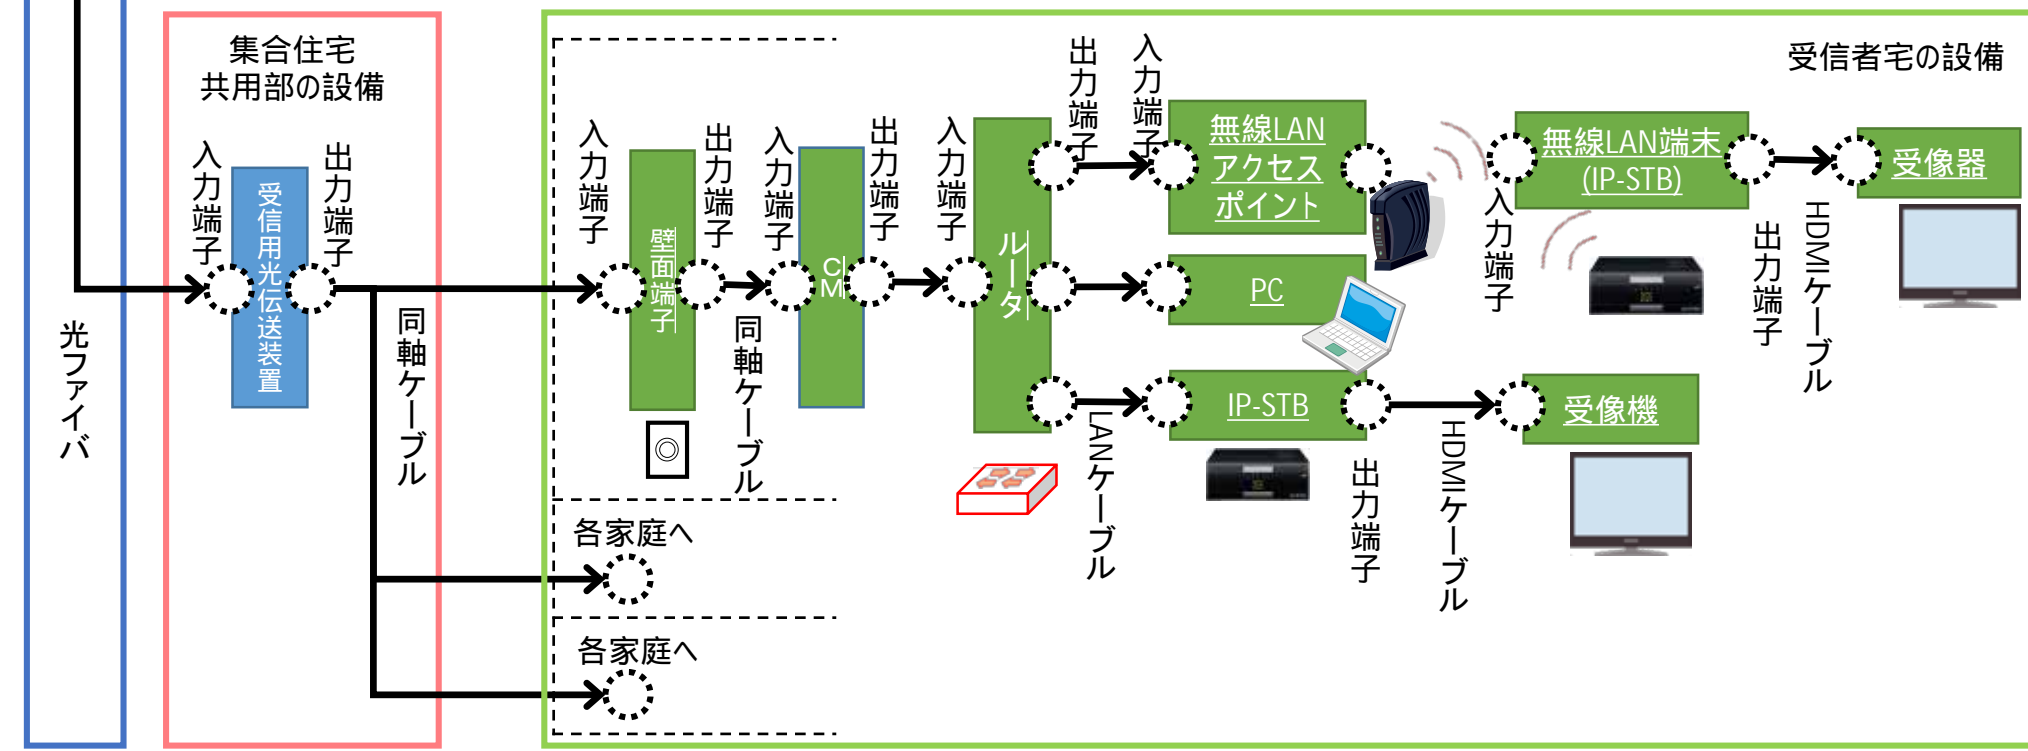 集合住宅
共用部の設備
受信者宅の設備
光ファイバ
入力端子
受信用光伝送装置
出力端子
同軸ケーブル
入力端子
壁面端子
出力端子
同軸ケーブル
入力端子
CM
出力端子
入力端子
ルータ
出力端子
入力端子
無線LAN
アクセス
ポイント
入力端子
無線LAN端末
(IP-STB)
出力端子
HDMIケーブル
受像器
PC
LANケーブル
IP-STB
出力端子
HDMIケーブル
受像機
各家庭へ
各家庭へ